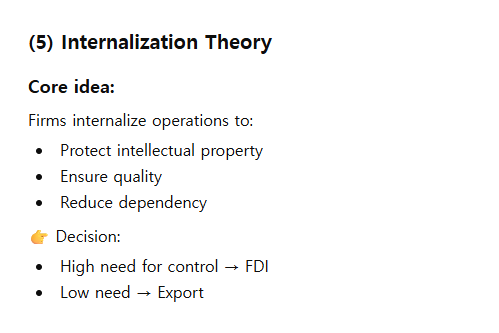 (5) Internalization Theory
Core idea:
Firms internalize operations to:
• Protect intellectual property
• Ensure quality
• Reduce dependency
👉 Decision:
• High need for control → FDI
• Low need → Export